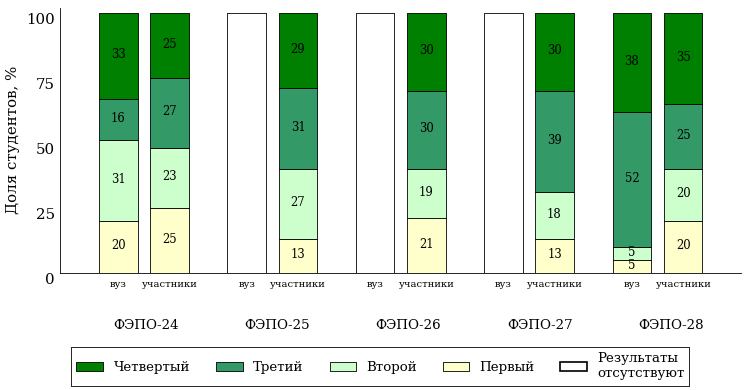 Доля студентов, %
100
75
50
25
0
33 25 29 30 30 38 35
16 27 31 30 39 52 25
31 23 27 19 18 5 20
20 25 13 21 13 5 20
вуз участники вуз участники вуз участники вуз участники вуз участники
ФЭПО-24 ФЭПО-25 ФЭПО-26 ФЭПО-27 ФЭПО-28
Четвертый Третий Второй Первый Результаты
отсутствуют